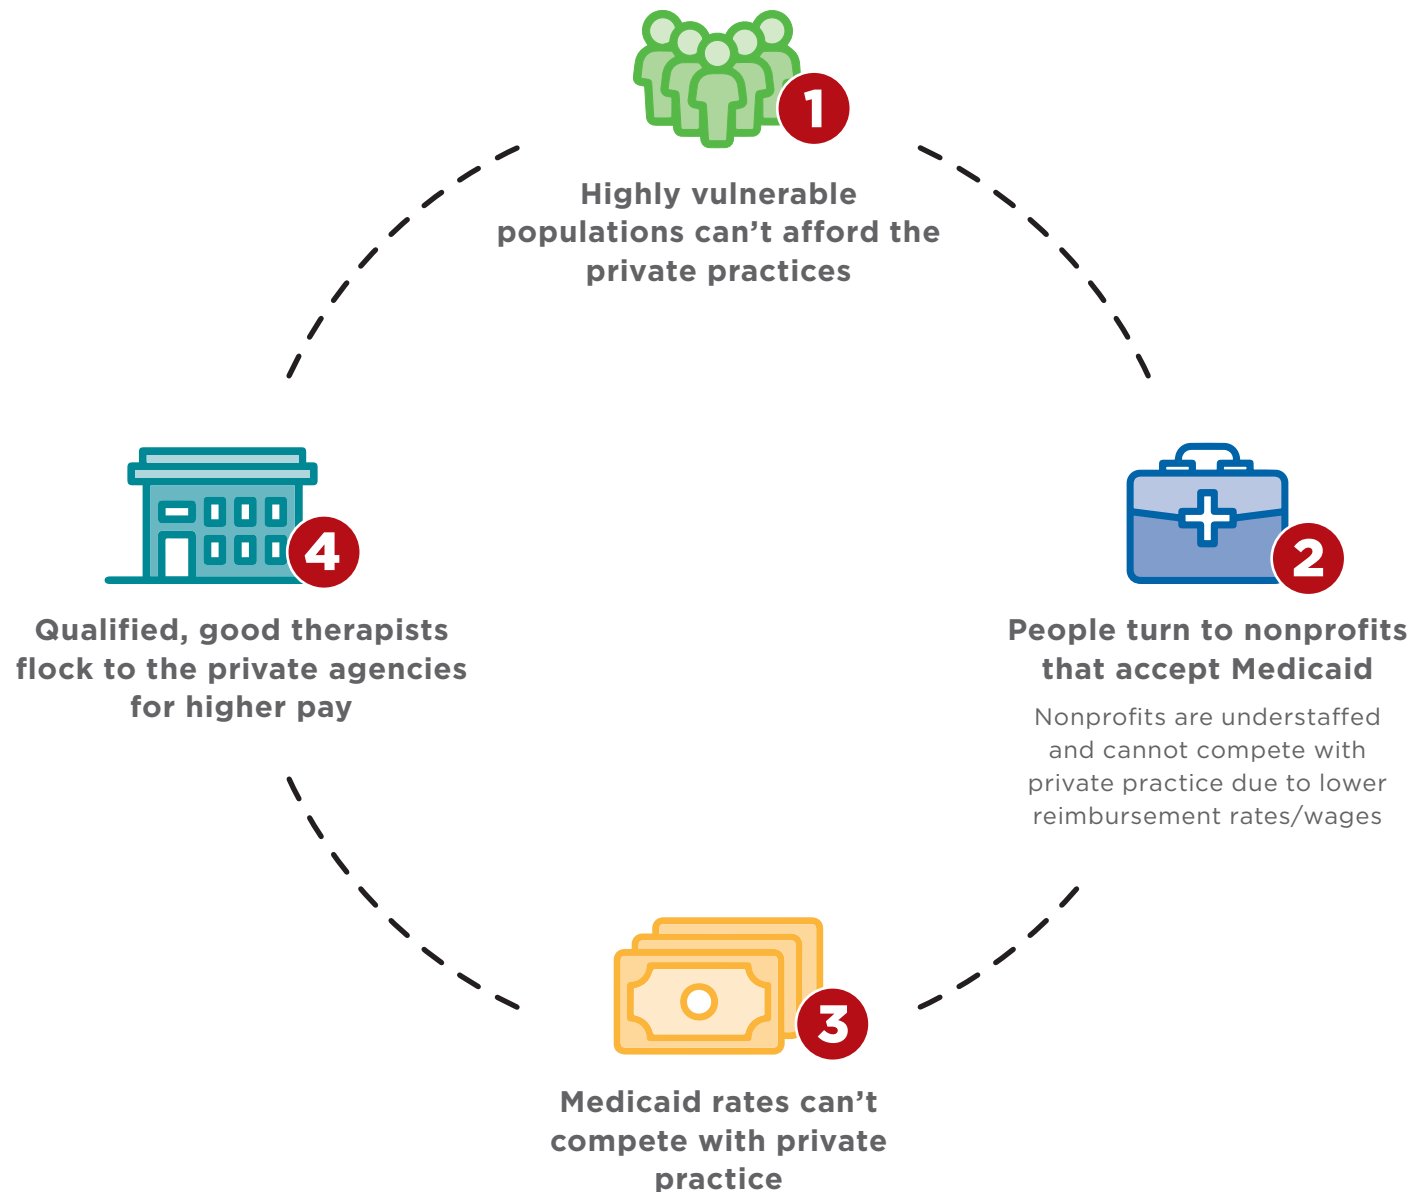 1
Highly vulnerable
populations can’t afford the
private practices
2
People turn to nonprofits
that accept Medicaid
Nonprofits are understaffed
and cannot compete with
private practice due to lower
reimbursement rates/wages
3
Medicaid rates can’t
compete with private
practice
4
Qualified, good therapists
flock to the private agencies
for higher pay